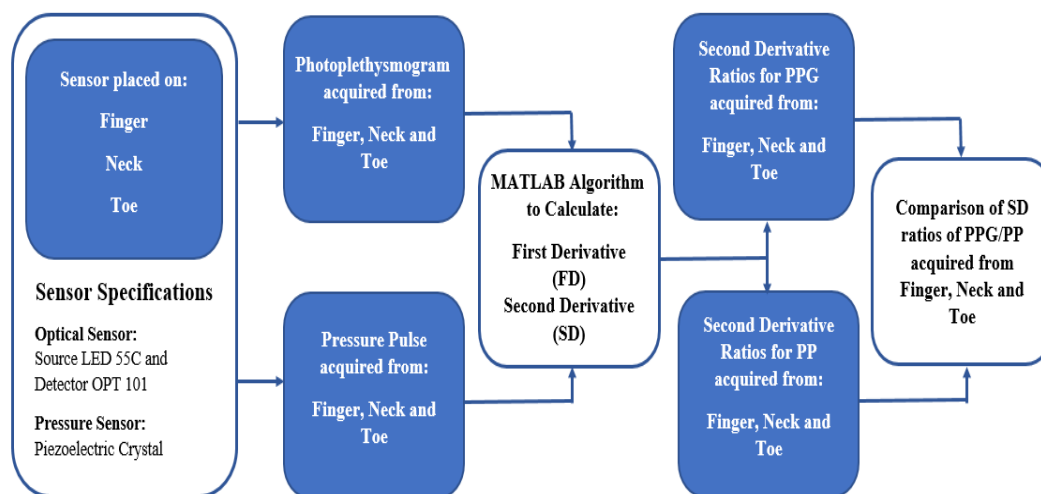 Sensor placed on:
Finger
Neck
Toe
Sensor Specifications
Optical Sensor:
Source LED 55C and
Detector OPT 101
Pressure Sensor:
Piezoelectric Crystal
Photoplethysmogram
acquired from:
Finger, Neck and
Toe
Pressure Pulse
acquired from:
Finger, Neck and
Toe
MATLAB Algorithm
to Calculate:
First Derivative
(FD)
Second Derivative
(SD)
Second Derivative
Ratios for PPG
acquired from:
Finger, Neck and
Toe
Second Derivative
Ratios for PP
acquired from:
Finger, Neck and
Toe
Comparison of SD
ratios of PPG/PP
acquired from
Finger, Neck and
Toe